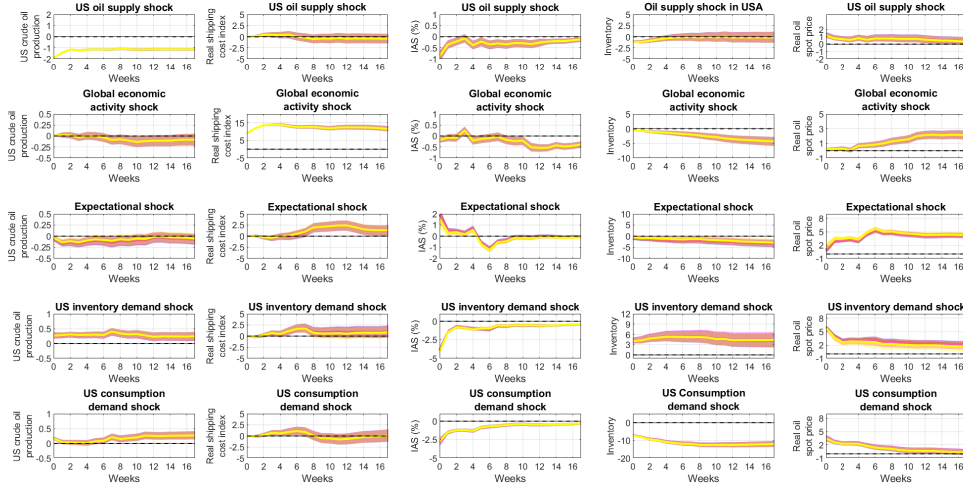 US oil supply shock
US crude oil
production
2
1
0
-1
-2
0 2 4 6 8 10 12 14 16
Weeks
US oil supply shock
Real shipping
cost index
5
2.5
0
-2.5
-5
0 2 4 6 8 10 12 14 16
Weeks
US oil supply shock
IAS (%)
1
0.5
0
-0.5
-1
0 2 4 6 8 10 12 14 16
Weeks
Oil supply shock in USA
Inventory
5
2.5
0
-2.5
-5
0 2 4 6 8 10 12 14 16
Weeks
US oil supply shock
Real oil
spot price
2
0
-2
0 2 4 6 8 10 12 14 16
Weeks
Global economic
activity shock
US crude oil
production
0.5
0.25
0
-0.25
-0.5
0 2 4 6 8 10 12 14 16
Weeks
Global economic
activity shock
Real shipping
cost index
15
5
-5
-15
0 2 4 6 8 10 12 14 16
Weeks
Global economic
activity shock
IAS (%)
1
0.5
0
-0.5
-1
0 2 4 6 8 10 12 14 16
Weeks
Global economic
activity shock
Inventory
5
0
-5
-10
0 2 4 6 8 10 12 14 16
Weeks
Global economic
activity shock
Real oil
spot price
5
3
1
-1
0 2 4 6 8 10 12 14 16
Weeks
Expectational shock
US crude oil
production
0.5
0.25
0
-0.25
-0.5
0 2 4 6 8 10 12 14 16
Weeks
Expectational shock
Real shipping
cost index
5
2.5
0
-2.5
-5
0 2 4 6 8 10 12 14 16
Weeks
Expectational shock
IAS (%)
2
1
0
-1
-2
0 2 4 6 8 10 12 14 16
Weeks
Expectational shock
Inventory
10
5
0
-5
-10
0 2 4 6 8 10 12 14 16
Weeks
Expectational shock
Real oil
spot price
8
5
2
-1
0 2 4 6 8 10 12 14 16
Weeks
US inventory demand shock
US crude oil
production
1
0.5
0
-0.5
0 2 4 6 8 10 12 14 16
Weeks
US inventory demand shock
Real shipping
cost index
5
2.5
0
-2.5
-5
0 2 4 6 8 10 12 14 16
Weeks
US inventory demand shock
IAS (%)
0
-2.5
-5
0 2 4 6 8 10 12 14 16
Weeks
US inventory demand shock
Inventory
12
9
6
3
0
0 2 4 6 8 10 12 14 16
Weeks
US inventory demand shock
Real oil
spot price
8
5
2
-1
0 2 4 6 8 10 12 14 16
Weeks
US consumption
demand shock
US crude oil
production
1
0.5
0
-0.5
0 2 4 6 8 10 12 14 16
Weeks
US consumption
demand shock
Real shipping
cost index
5
2.5
0
-2.5
-5
0 2 4 6 8 10 12 14 16
Weeks
US consumption
demand shock
IAS (%)
0
-2.5
-5
0 2 4 6 8 10 12 14 16
Weeks
US Consumption
demand shock
Inventory
0
-10
-20
0 2 4 6 8 10 12 14 16
Weeks
US consumption
demand shock
Real oil
spot price
8
5
2
-1
0 2 4 6 8 10 12 14 16
Weeks